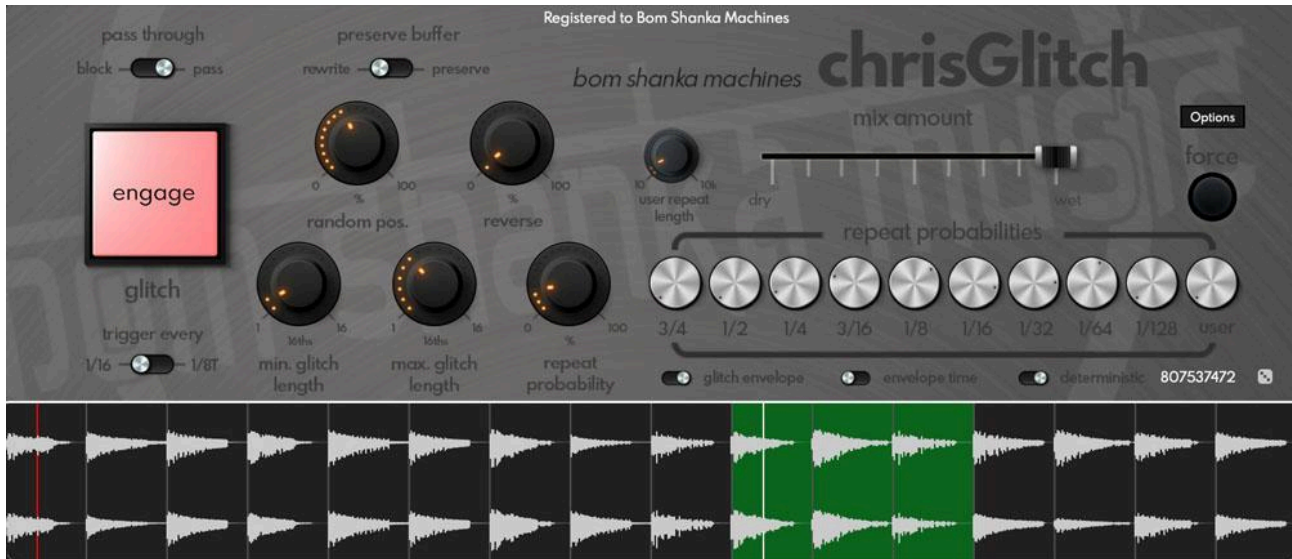 Registered to Bom Shanka Machines
pass through
block pass
preserve buffer
rewrite preserve
bom shanka machines
chrisGlitch
mix amount
dry wet
Options
force
engage
glitch
trigger every
1/16 1/8T
0 100
%
random pos.
0 100
%
reverse
10 10k
user repeat
length
1 16
16ths
min. glitch
length
1 16
16ths
max. glitch
length
0 100
%
repeat
probability
repeat probabilities
3/4 1/2 1/4 3/16 1/8 1/16 1/32 1/64 1/128 user
glitch envelope envelope time deterministic 807537472
bom shanka music